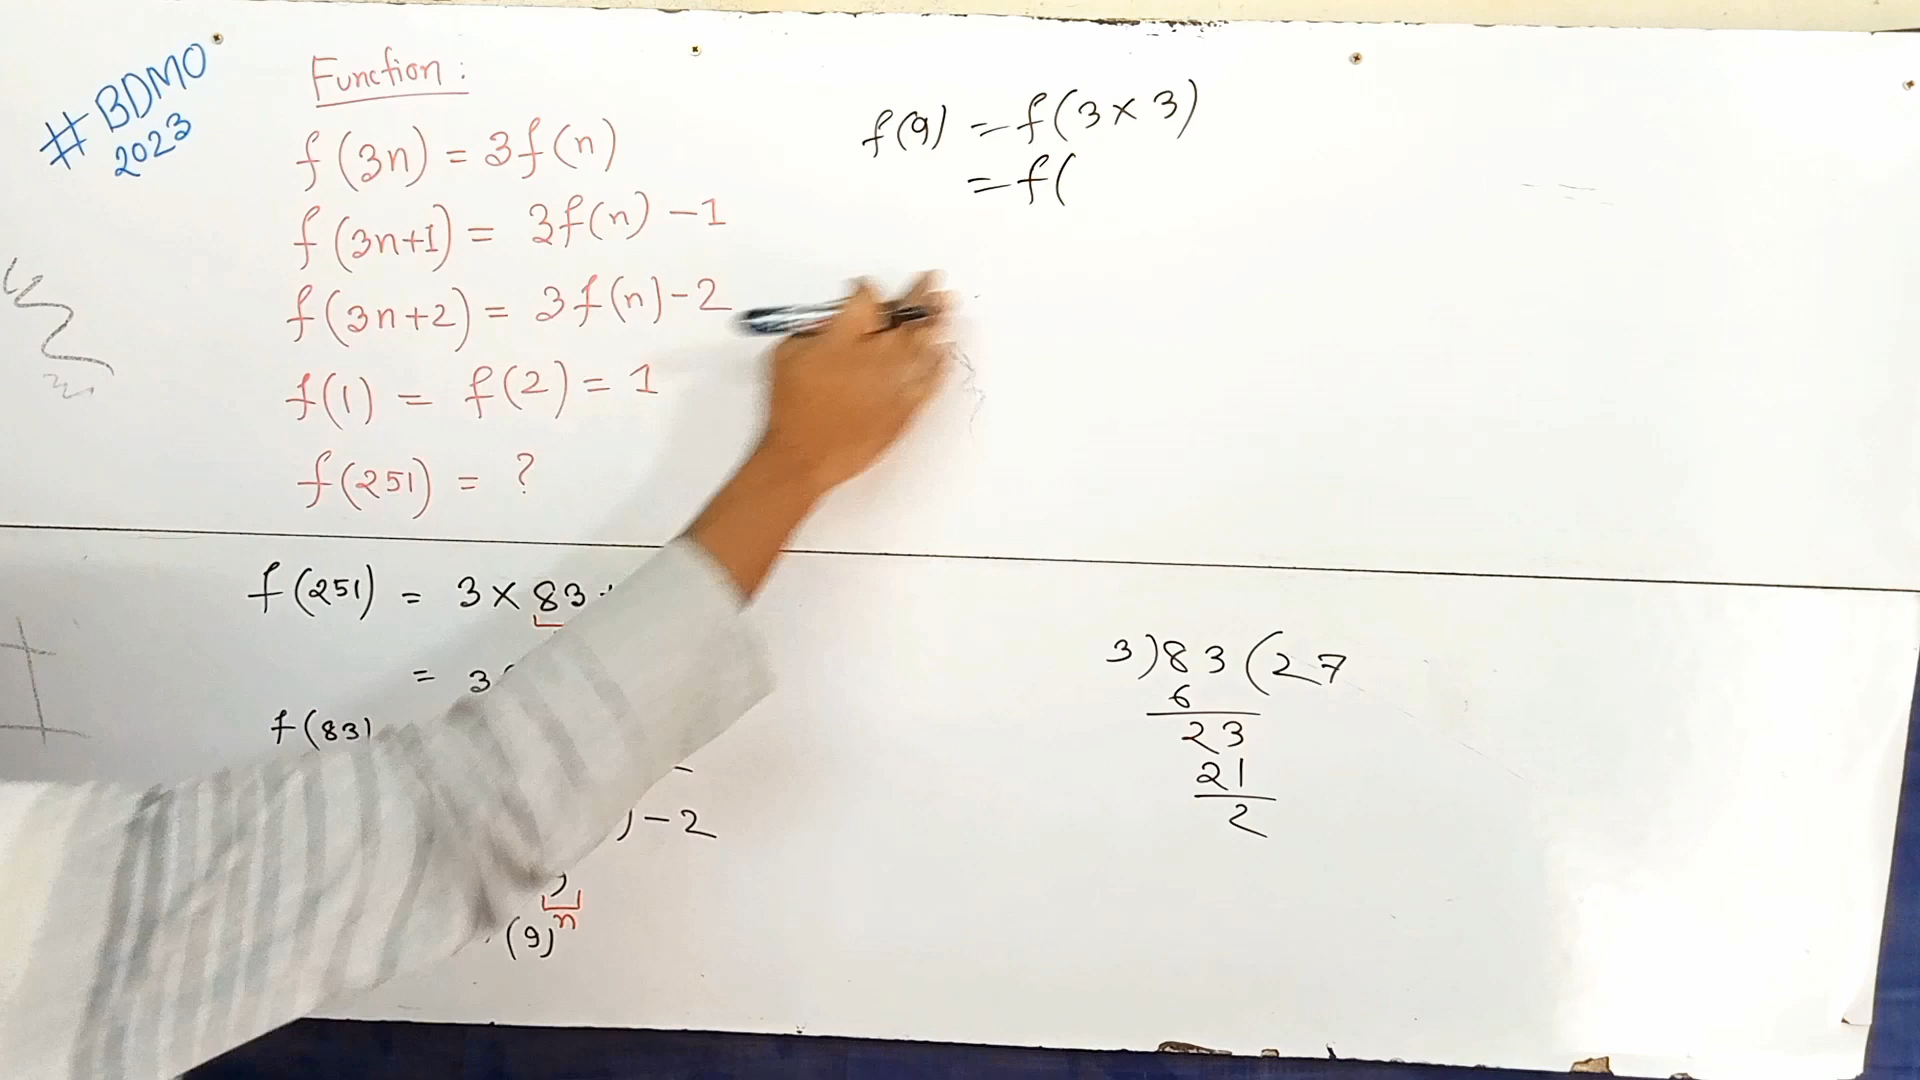 #BDMO
2023
Function:
f(3n) = 3f(n)
f(3n+1) = 3f(n) -1
f(3n+2) = 3f(n)-2
f(1) = f(2) = 1
f(251) = ?
f(9) = f(3×3)
= f(
f(251) = 3×83
= 3
f(83)
)-2
n
(9)
3)83(27
6
23
21
2